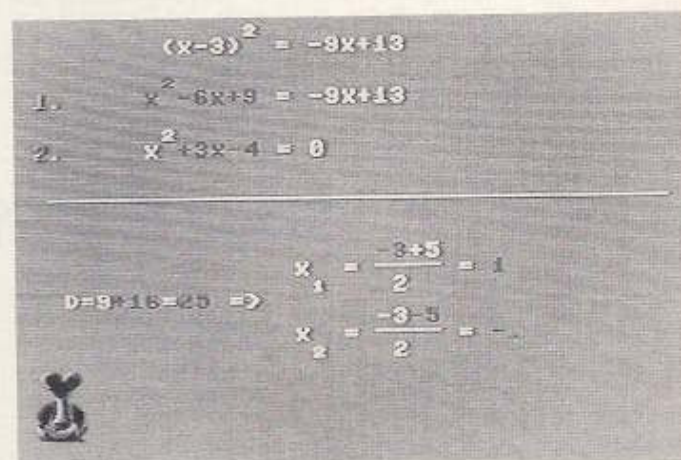 (x-3)² = -9x+13
1. x²-6x+9 = -9x+13
2. x²+3x-4 = 0
x₁ = -3+5/2 = 1
D=9+16=25 =>
x₂ = -3-5/2 = -